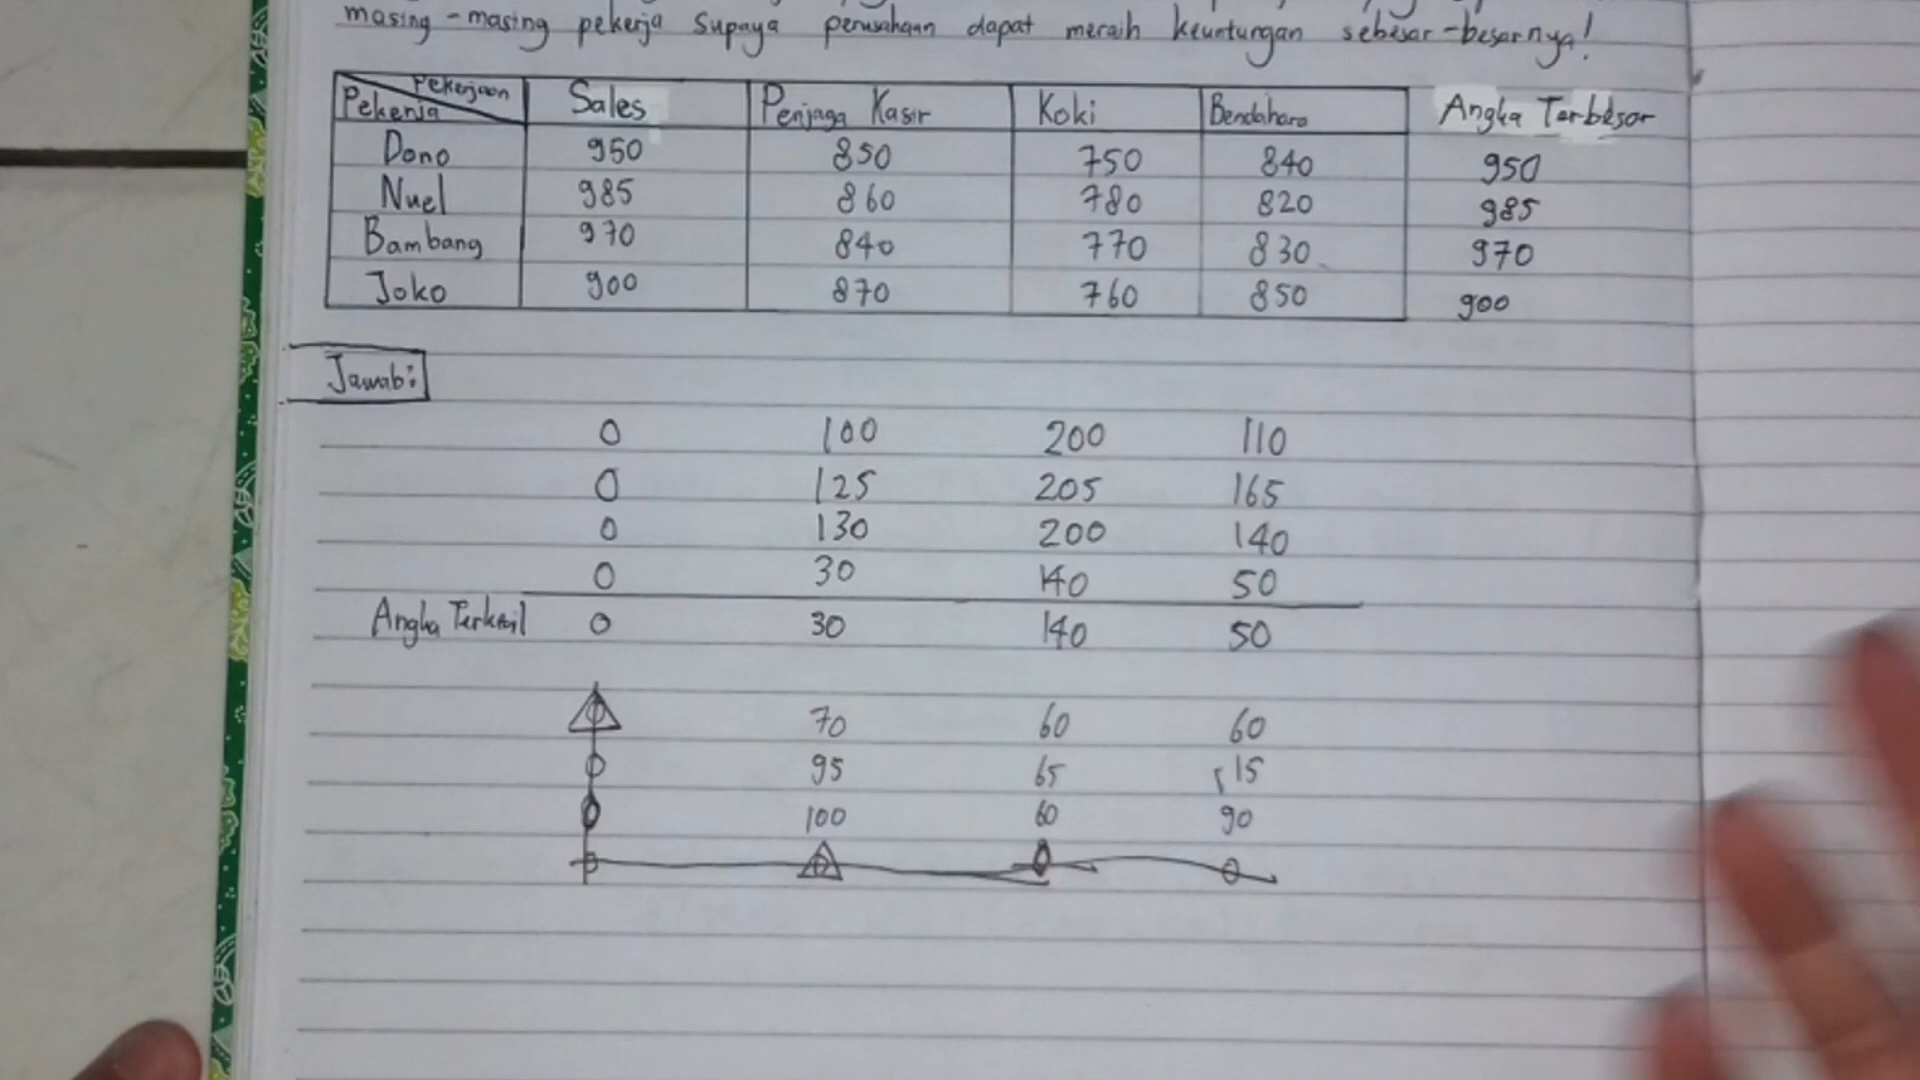 masing-masing pekerja supaya perusahaan dapat meraih keuntungan sebesar-besarnya!
Pekerjaan
Pekerja Sales Penjaga Kasir Koki Bendahara Angka Terbesar
Dono 950 850 750 840 950
Nuel 985 860 780 820 985
Bambang 970 840 770 830 970
Joko 900 870 760 850 900
Jawab:
0 100 200 110
0 125 205 165
0 130 200 140
0 30 140 50
Angka Terkecil 0 30 140 50
0 70 60 60
0 95 65 115
0 100 60 90
0 0 0 0